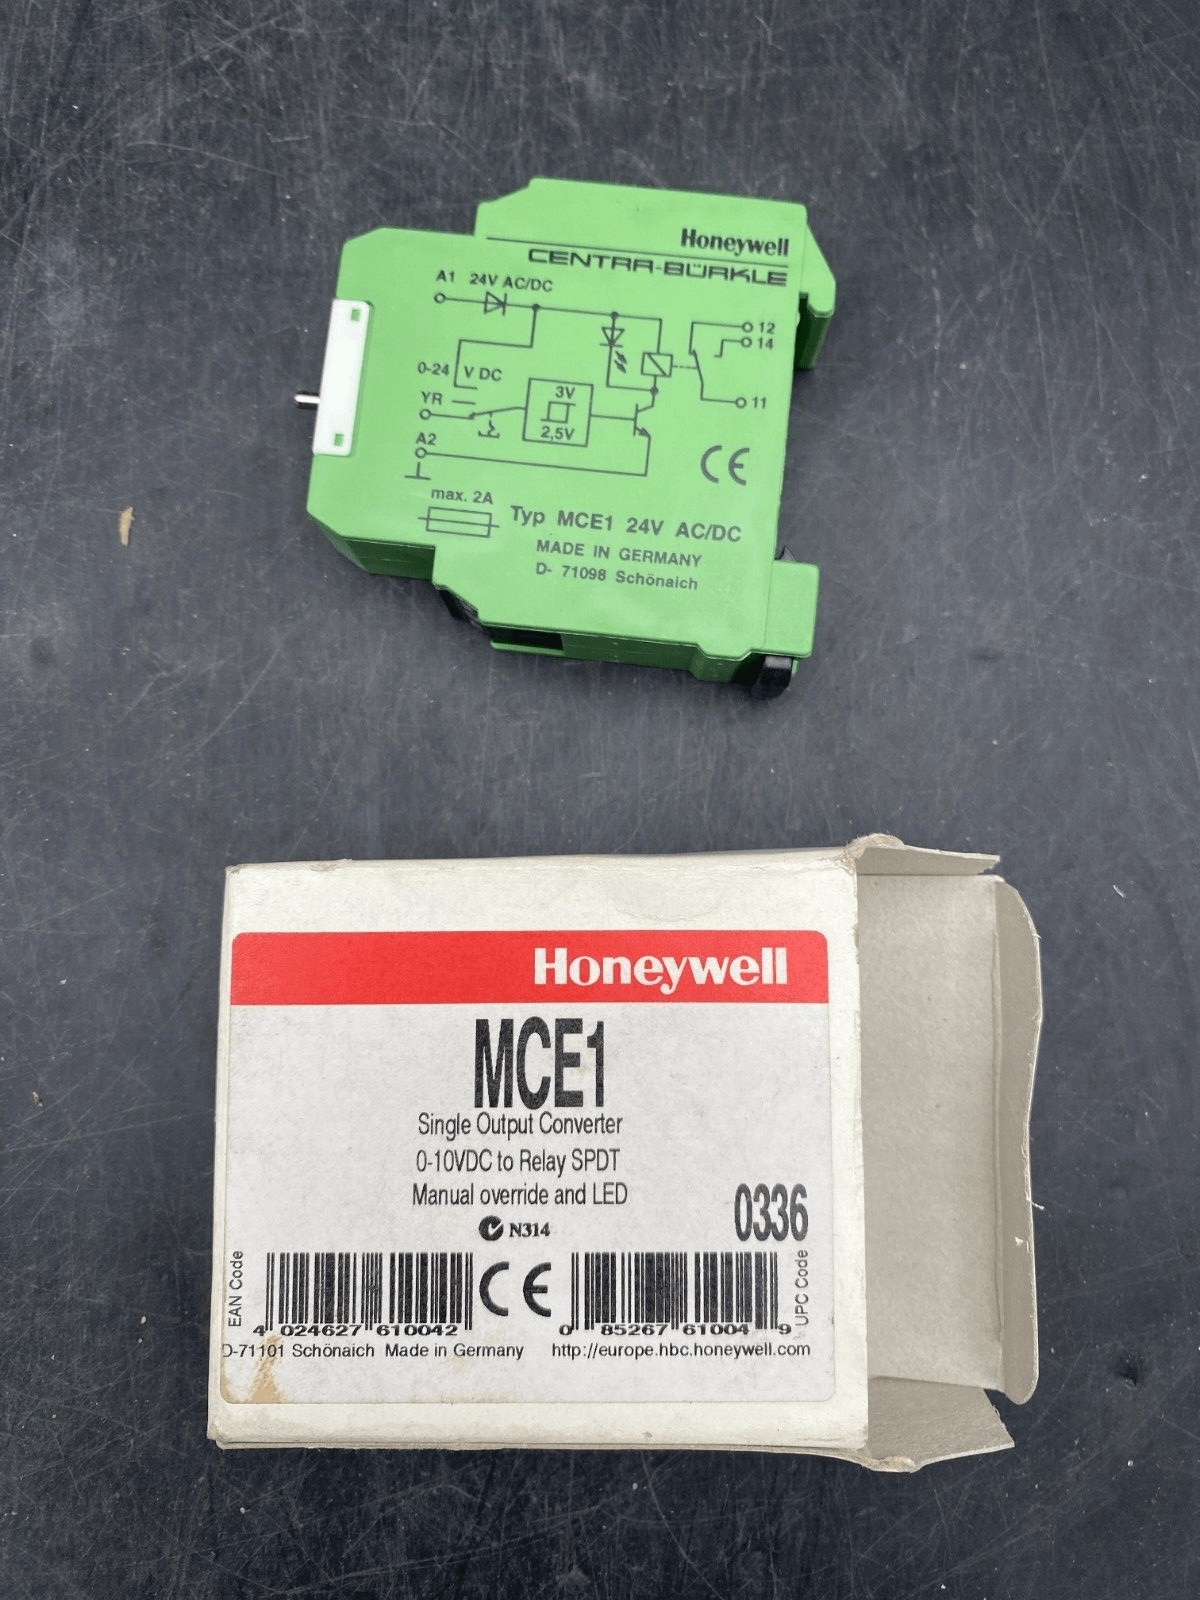 Honeywell
CENTRA-BÜRKLE
A1 24V AC/DC
12
14
0-24 V DC
YR
3V
11
2,5V
A2
max. 2A
Typ MCE1 24V AC/DC
MADE IN GERMANY
D- 71098 Schönaich
CE
Honeywell
MCE1
Single Output Converter
0-10VDC to Relay SPDT
Manual override and LED
0336
N314
EAN Code
CE
UPC Code
4 024627 610042
0 85267 61004 9
D-71101 Schönaich Made in Germany
http://europe.hbc.honeywell.com